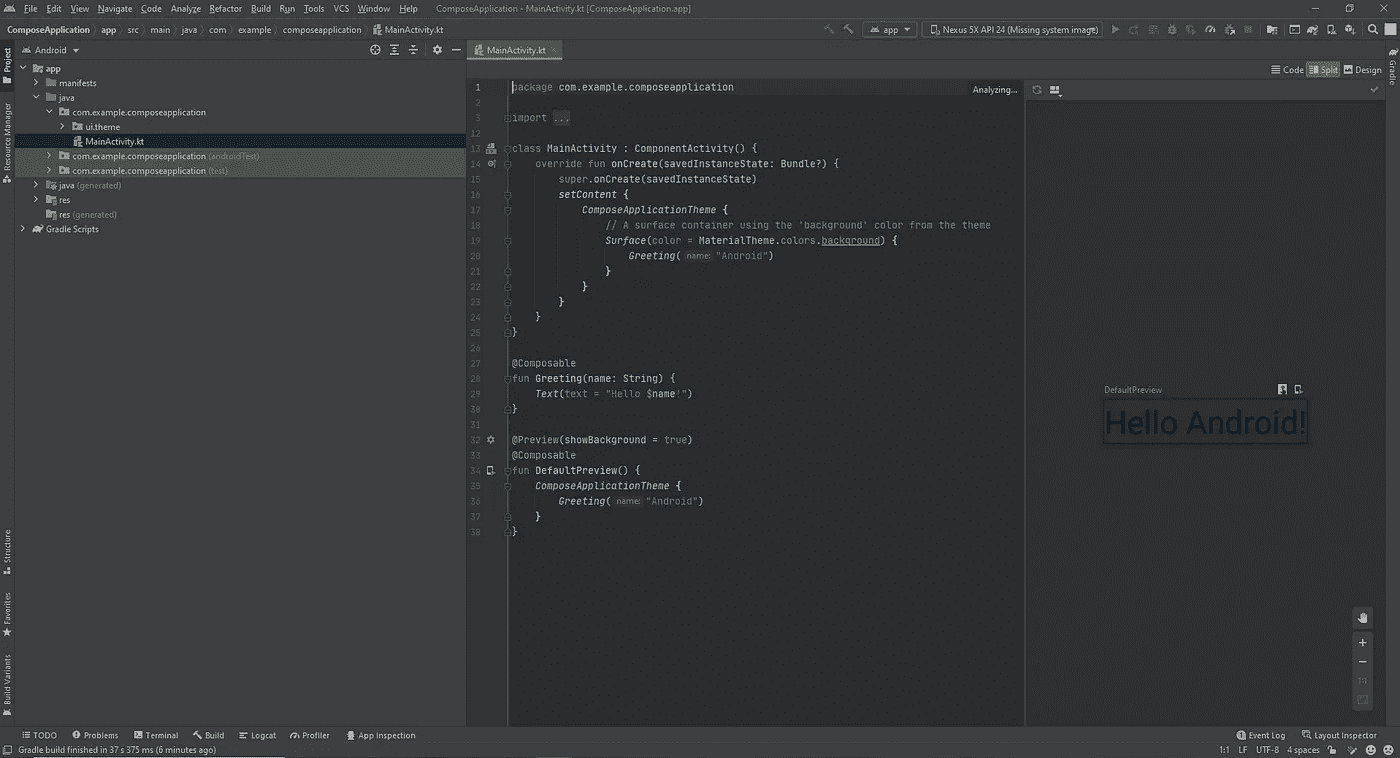 File Edit View Navigate Code Analyze Refactor Build Run Tools VCS Window Help ComposeApplication - MainActivity.kt [ComposeApplication.app]
ComposeApplication app src main java com example composeapplication MainActivity.kt app Nexus 5X API 24 (Missing system image)
Project
Resource Manager
Structure
Favorites
Build Variants
Android
app
manifests
java
com.example.composeapplication
ui.theme
MainActivity.kt
com.example.composeapplication (androidTest)
com.example.composeapplication (test)
java (generated)
res
res (generated)
Gradle Scripts
MainActivity.kt
Code Split Design
Gradle
Analyzing...
1 package com.example.composeapplication
2
3 import ...
12
13 class MainActivity : ComponentActivity() {
14 override fun onCreate(savedInstanceState: Bundle?) {
15 super.onCreate(savedInstanceState)
16 setContent {
17 ComposeApplicationTheme {
18 // A surface container using the 'background' color from the theme
19 Surface(color = MaterialTheme.colors.background) {
20 Greeting( name: "Android")
21 }
22 }
23 }
24 }
25 }
26
27 @Composable
28 fun Greeting(name: String) {
29 Text(text = "Hello $name!")
30 }
31
32 @Preview(showBackground = true)
33 @Composable
34 fun DefaultPreview() {
35 ComposeApplicationTheme {
36 Greeting( name: "Android")
37 }
38 }
DefaultPreview
Hello Android!
1:1
TODO Problems Terminal Build Logcat Profiler App Inspection Event Log Layout Inspector
Gradle build finished in 37 s 375 ms (6 minutes ago) 1:1 LF UTF-8 4 spaces